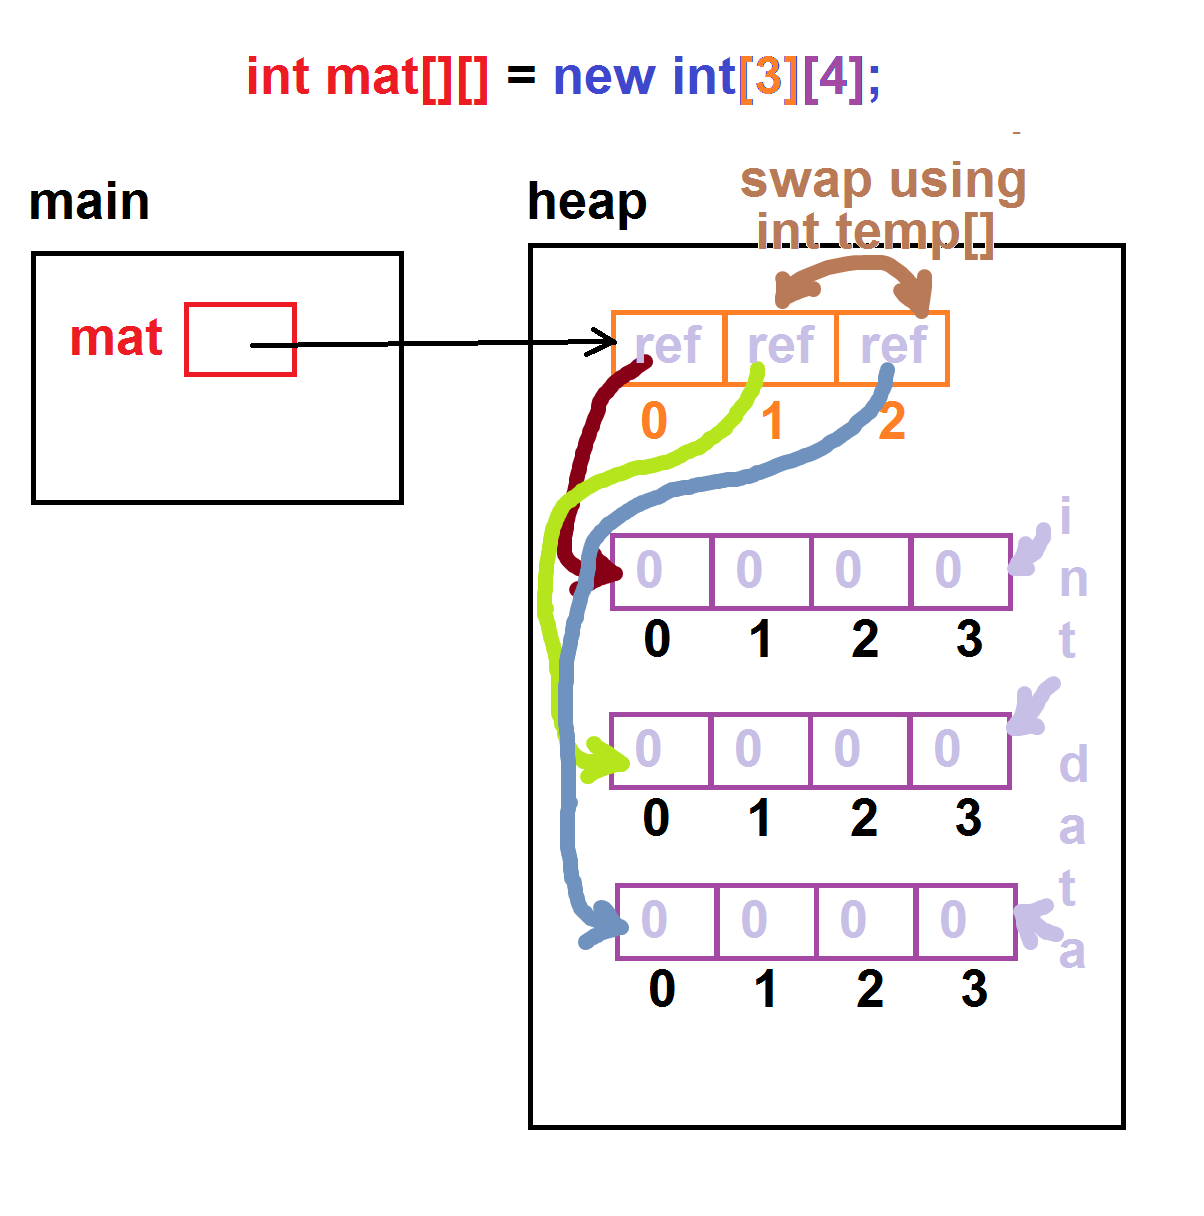 int mat[][] = new int[3][4];
swap using
int temp[]
main
heap
mat
ref ref ref
0 1 2
0 0 0 0
0 1 2 3
0 0 0 0
0 1 2 3
0 0 0 0
0 1 2 3
i
n
t
d
a
t
a